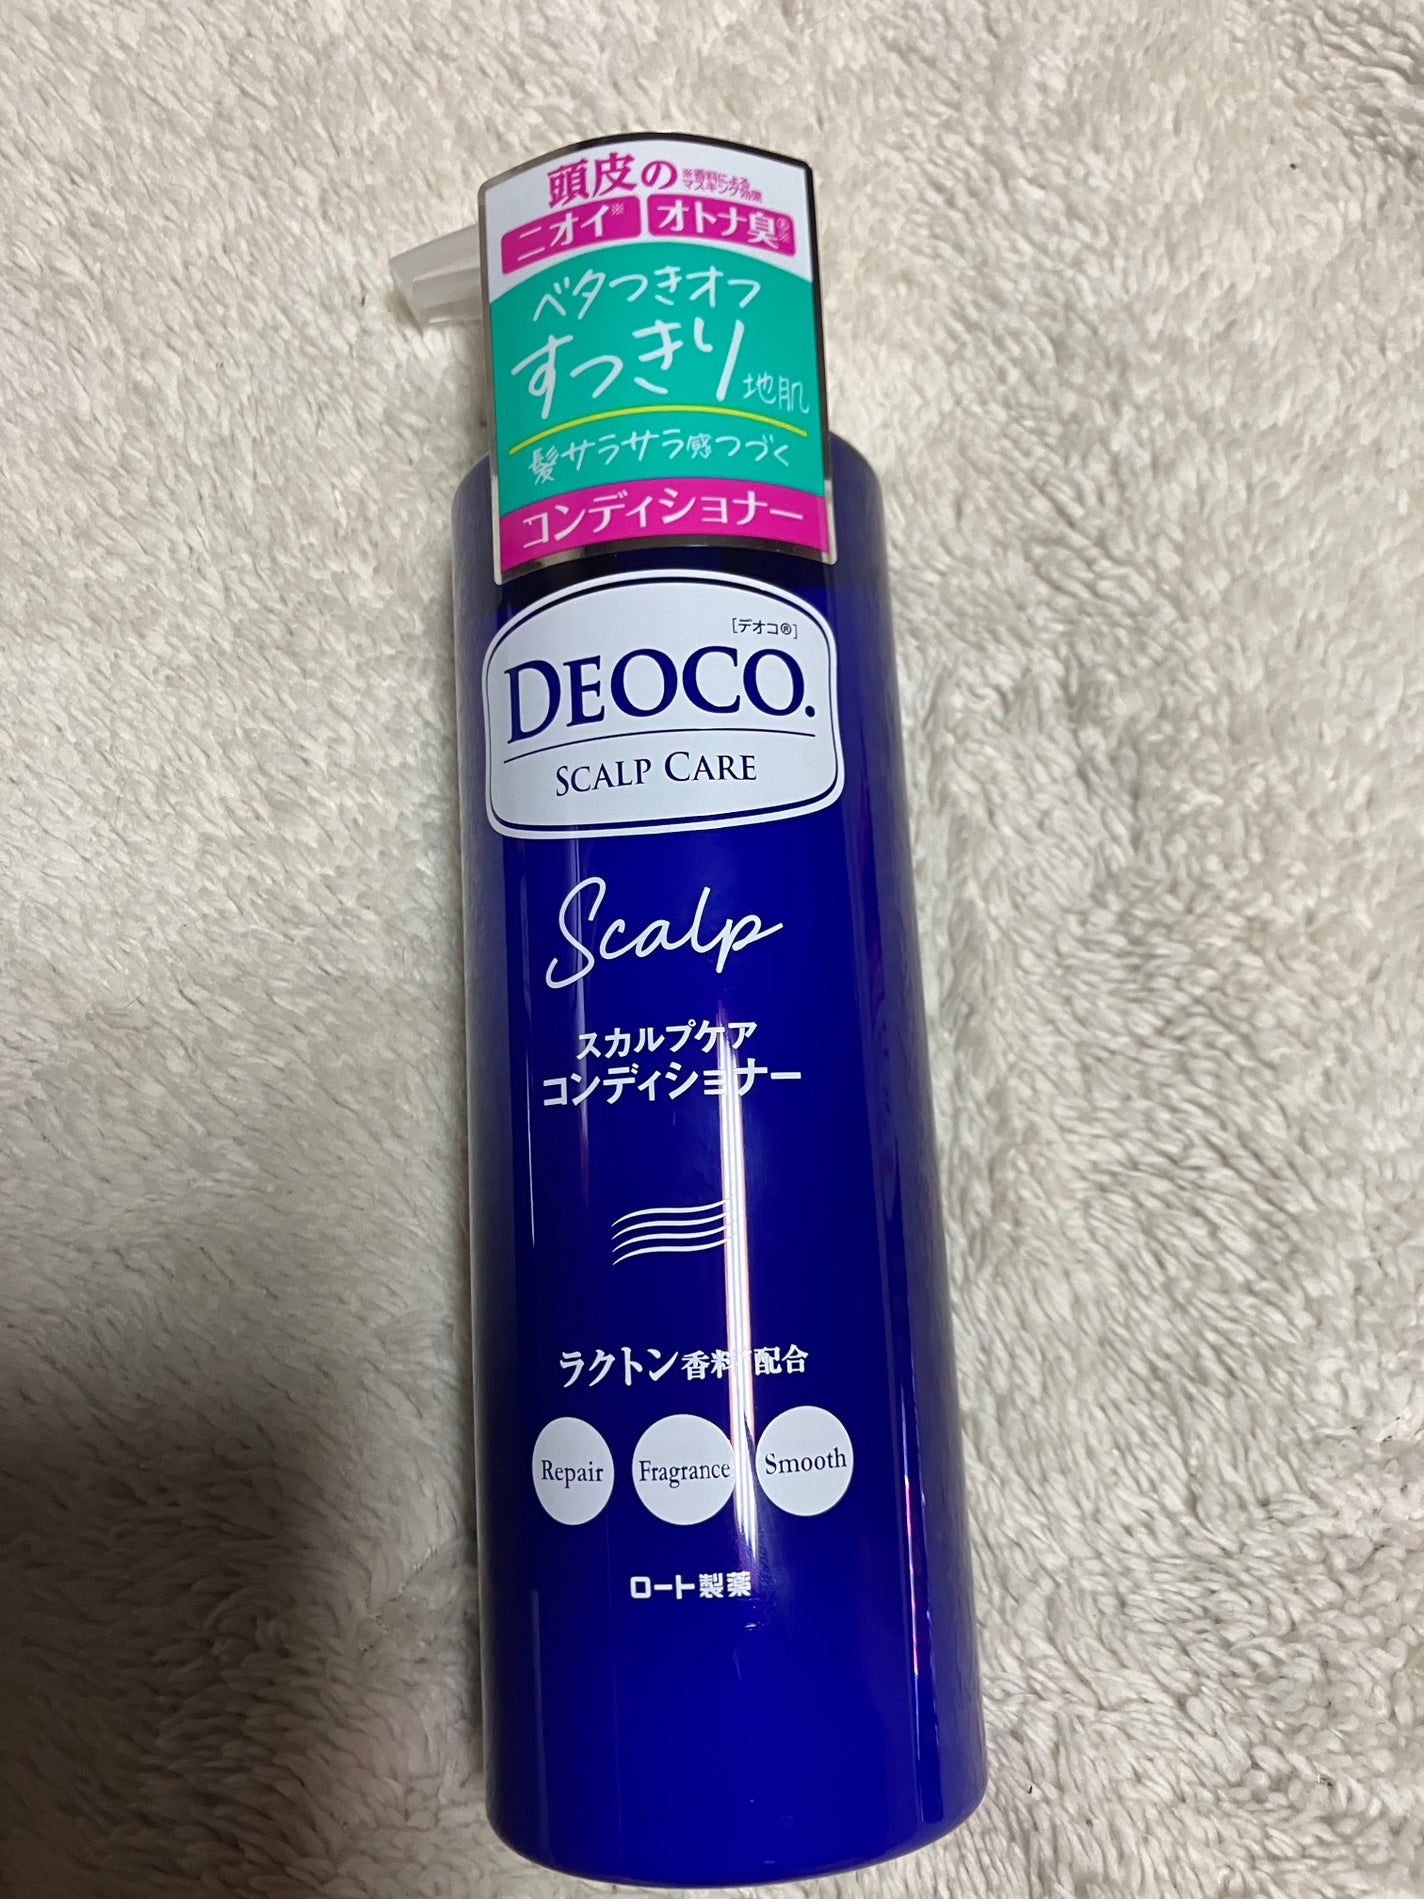 頭皮の ※香料による
マスキング効果
ニオイ※ オトナ臭®※
ベタつきオフ
すっきり地肌
髪サラサラ感つづく
コンディショナー
[デオコ®]
DEOCO.
SCALP CARE
Scalp
スカルプケア
コンディショナー
ラクトン香料 配合
Repair Fragrance Smooth
ロート製薬